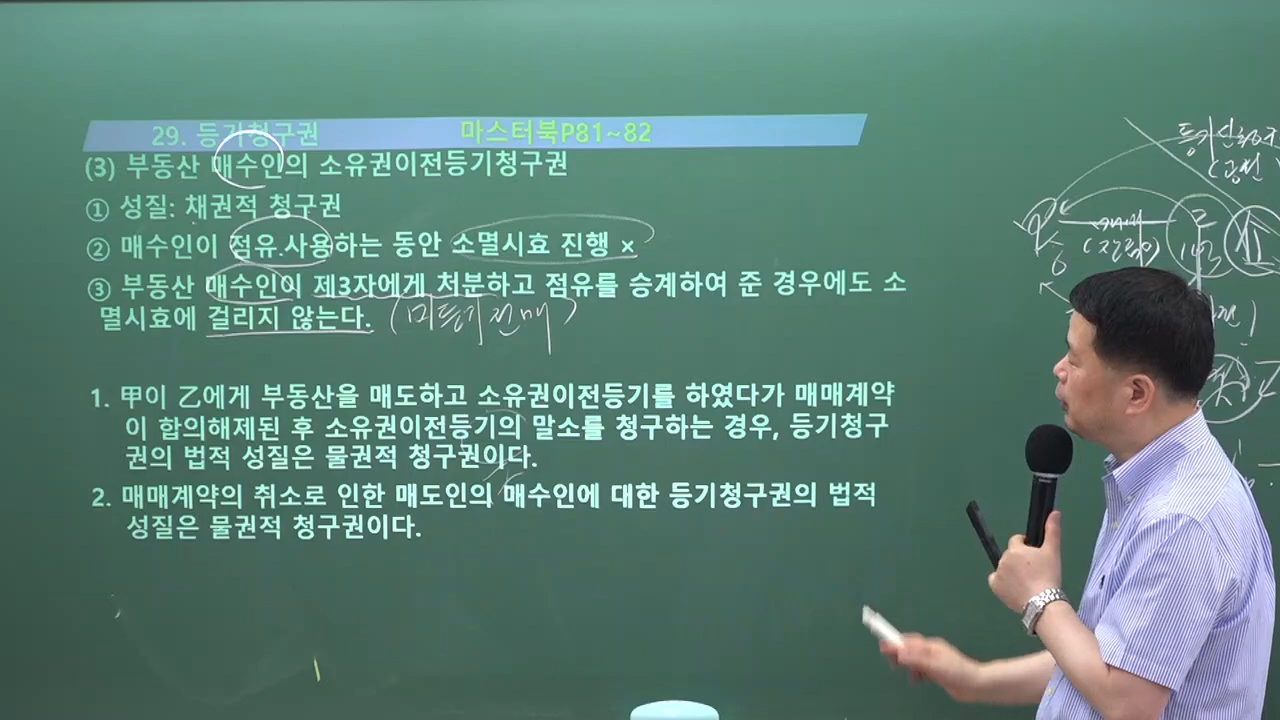 29. 등기청구권 마스터북P81~82
(3) 부동산 매수인의 소유권이전등기청구권
① 성질: 채권적 청구권
② 매수인이 점유.사용하는 동안 소멸시효 진행 ×
③ 부동산 매수인이 제3자에게 처분하고 점유를 승계하여 준 경우에도 소
멸시효에 걸리지 않는다. (미등기전매)
1. 甲이 乙에게 부동산을 매도하고 소유권이전등기를 하였다가 매매계약
이 합의해제된 후 소유권이전등기의 말소를 청구하는 경우, 등기청구
권의 법적 성질은 물권적 청구권이다.
2. 매매계약의 취소로 인한 매도인의 매수인에 대한 등기청구권의 법적
성질은 물권적 청구권이다.